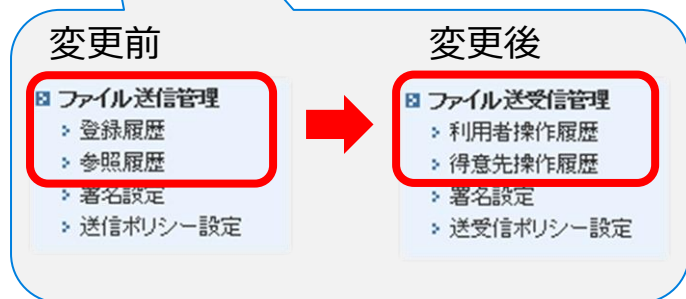 変更前
ファイル送信管理
登録履歴
参照履歴
署名設定
送信ポリシー設定
変更後
ファイル送受信管理
利用者操作履歴
得意先操作履歴
署名設定
送受信ポリシー設定